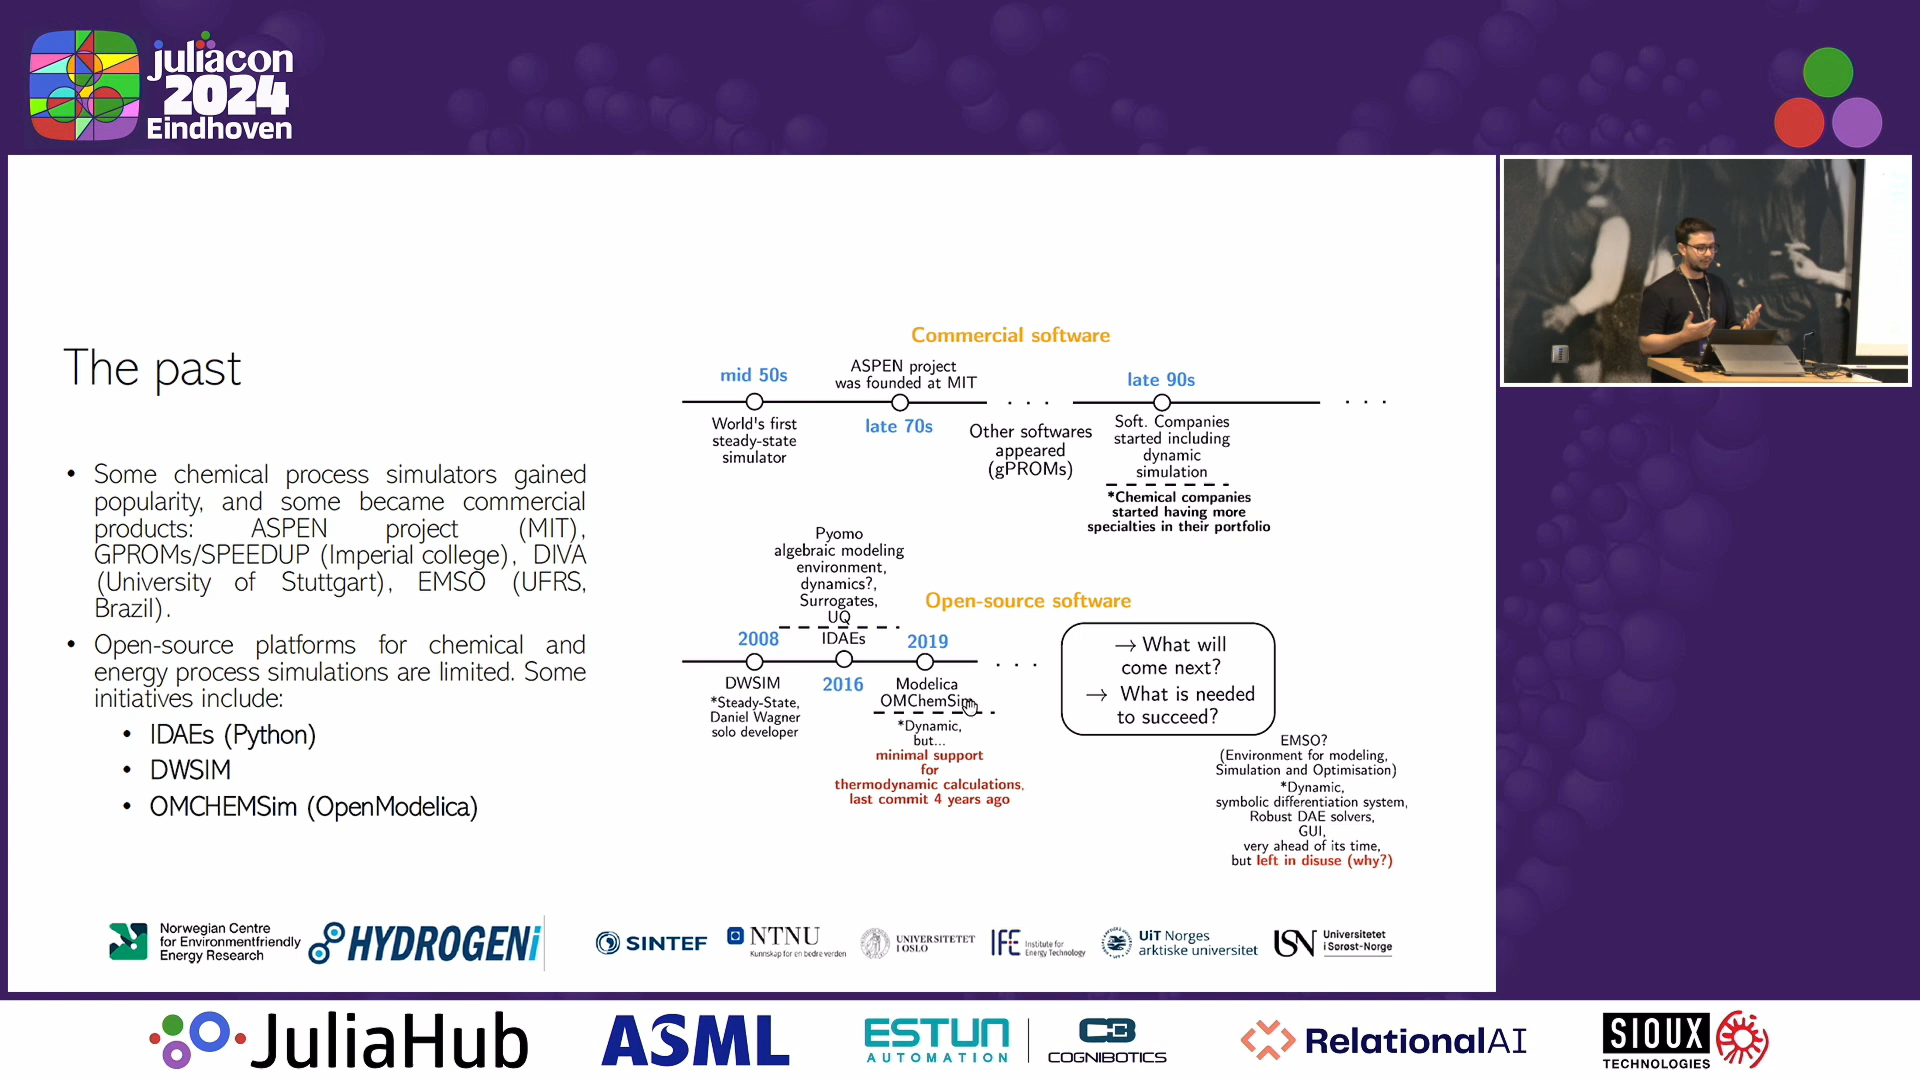 juliacon
2024
Eindhoven
The past
• Some chemical process simulators gained
popularity, and some became commercial
products: ASPEN project (MIT),
GPROMs/SPEEDUP (Imperial college), DIVA
(University of Stuttgart), EMSO (UFRS,
Brazil).
• Open-source platforms for chemical and
energy process simulations are limited. Some
initiatives include:
• IDAEs (Python)
• DWSIM
• OMCHEMSim (OpenModelica)
Commercial software
mid 50s
World's first
steady-state
simulator
ASPEN project
was founded at MIT
late 70s
. . .
Other softwares
appeared
(gPROMs)
late 90s
Soft. Companies
started including
dynamic
simulation
*Chemical companies
started having more
specialties in their portfolio
. . .
Open-source software
2008
DWSIM
*Steady-State,
Daniel Wagner
solo developer
Pyomo
algebraic modeling
environment,
dynamics?,
Surrogates,
UQ
IDAEs
2016
2019
Modelica
OMChemSim
*Dynamic,
but...
minimal support
for
thermodynamic calculations,
last commit 4 years ago
. . .
→ What will
come next?
→ What is needed
to succeed?
EMSO?
(Environment for modeling,
Simulation and Optimisation)
*Dynamic,
symbolic differentiation system,
Robust DAE solvers,
GUI,
very ahead of its time,
but left in disuse (why?)
Norwegian Centre
for Environmentfriendly
Energy Research
HYDROGENi
SINTEF
NTNU
Kunnskap for en bedre verden
UNIVERSITETET
I OSLO
IFE
Institute for
Energy Technology
UiT Norges
arktiske universitet
USN
Universitetet
i Sørøst-Norge
JuliaHub
ASML
ESTUN
AUTOMATION
COGNIBOTICS
RelationalAI
SIOUX
TECHNOLOGIES